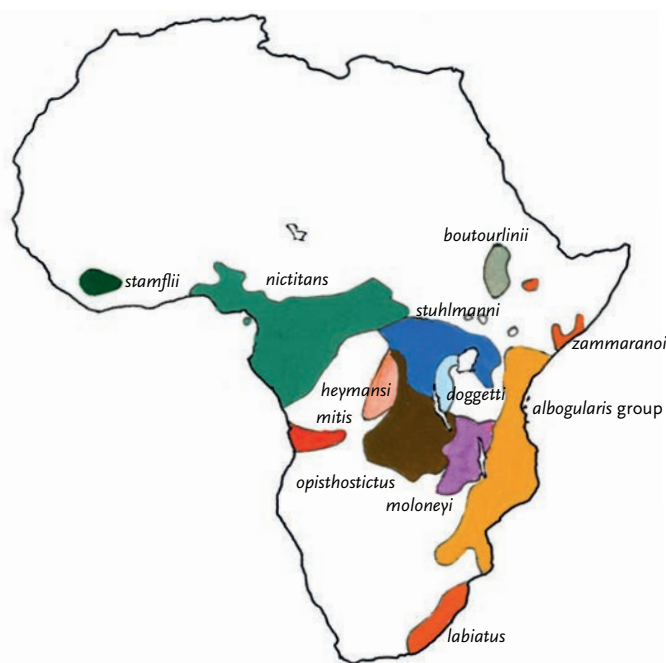 boutourlinii
stamflii
nictitans
stuhlmanni
zammaranoi
heymansi
doggetti
albogularis group
mitis
opisthostictus
moloneyi
labiatus